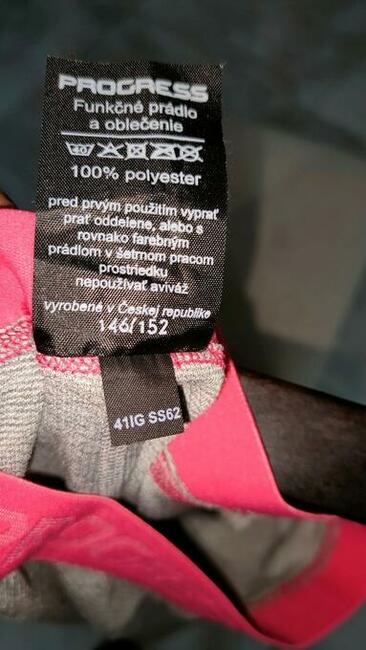 PROGRESS
Funkčné prádlo
a oblečenie
40
100% polyester
pred prvým použitím vyprať
prať oddelene, alebo s
rovnako farebným
prádlom v šetrnom pracom
prostriedku
nepoužívať aviváž
vyrobené v Českej republike
146/152
41IG SS62